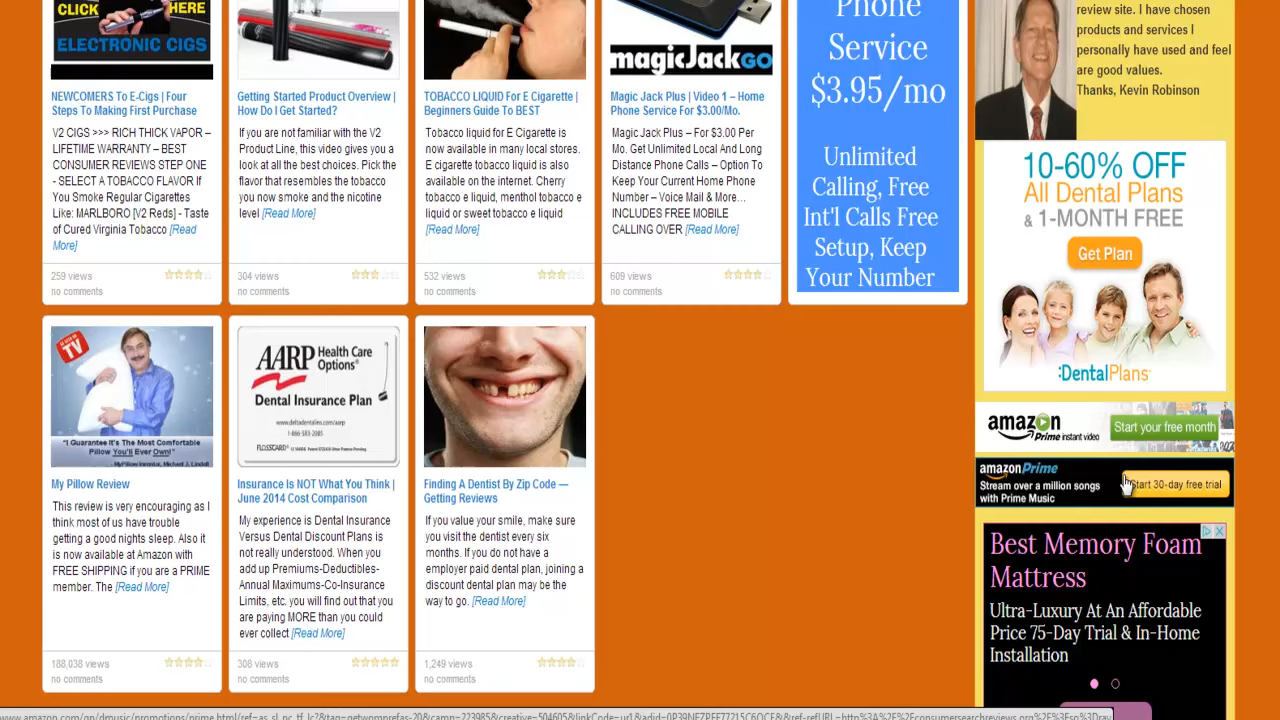 CLICK HERE
ELECTRONIC CIGS
NEWCOMERS To E-Cigs | Four
Steps To Making First Purchase
V2 CIGS >>> RICH THICK VAPOR –
LIFETIME WARRANTY – BEST
CONSUMER REVIEWS STEP ONE
- SELECT A TOBACCO FLAVOR If
You Smoke Regular Cigarettes
Like: MARLBORO [V2 Reds] - Taste
of Cured Virginia Tobacco [Read
More]
259 views
no comments
Getting Started Product Overview |
How Do I Get Started?
If you are not familiar with the V2
Product Line, this video gives you a
look at all the best choices. Pick the
flavor that resembles the tobacco
you now smoke and the nicotine
level [Read More]
304 views
no comments
TOBACCO LIQUID For E Cigarette |
Beginners Guide To BEST
Tobacco liquid for E Cigarette is
now available in many local stores.
E cigarette tobacco liquid is also
available on the internet. Cherry
tobacco e liquid, menthol tobacco e
liquid or sweet tobacco e liquid
[Read More]
532 views
no comments
magicJackGO
Magic Jack Plus | Video 1 – Home
Phone Service For $3.00/Mo.
Magic Jack Plus – For $3.00 Per
Mo. Get Unlimited Local And Long
Distance Phone Calls – Option To
Keep Your Current Home Phone
Number – Voice Mail & More…
INCLUDES FREE MOBILE
CALLING OVER [Read More]
609 views
no comments
Phone
Service
$3.95/mo
Unlimited
Calling, Free
Int'l Calls Free
Setup, Keep
Your Number
review site. I have chosen
products and services I
personally have used and feel
are good values.
Thanks, Kevin Robinson
10-60% OFF
All Dental Plans
& 1-MONTH FREE
Get Plan
:DentalPlans·
amazon Prime instant video
Start your free month
amazonPrime
Stream over a million songs
with Prime Music
Start 30-day free trial
Best Memory Foam
Mattress
Ultra-Luxury At An Affordable
Price 75-Day Trial & In-Home
Installation
AS SEEN ON TV
"I Guarantee It's The Most Comfortable
Pillow You'll Ever Own!"
- MyPillow Inventor, Michael J. Lindell
My Pillow Review
This review is very encouraging as I
think most of us have trouble
getting a good nights sleep. Also it
is now available at Amazon with
FREE SHIPPING if you are a PRIME
member. The [Read More]
188,038 views
no comments
AARP Health Care
Options
Dental Insurance Plan
www.deltadentalins.com/aarp
Insurance Is NOT What You Think |
June 2014 Cost Comparison
My experience is Dental Insurance
Versus Dental Discount Plans is
not really understood. When you
add up Premiums-Deductibles-
Annual Maximums-Co-Insurance
Limits, etc. you will find out that you
are paying MORE than you could
ever collect [Read More]
308 views
no comments
Finding A Dentist By Zip Code —
Getting Reviews
If you value your smile, make sure
you visit the dentist every six
months. If you do not have a
employer paid dental plan, joining a
discount dental plan may be the
way to go. [Read More]
1,249 views
no comments